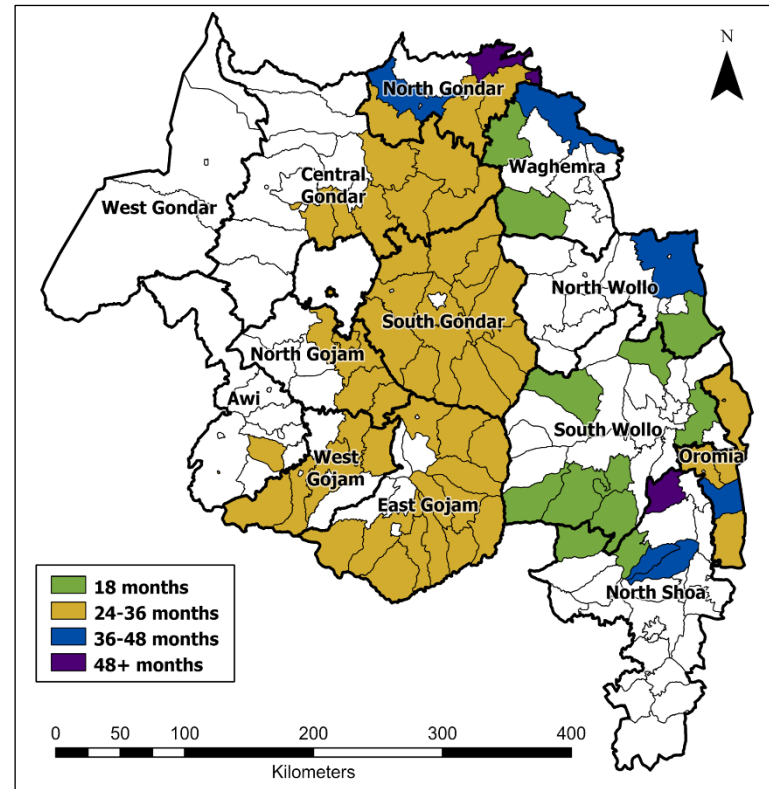 N
North Gondar
Waghemra
Central
Gondar
West Gondar
North Wollo
South Gondar
North Gojam
Awi
South Wollo
West
Gojam
Oromia
East Gojam
North Shoa
18 months
24-36 months
36-48 months
48+ months
0 50 100 200 300 400
Kilometers